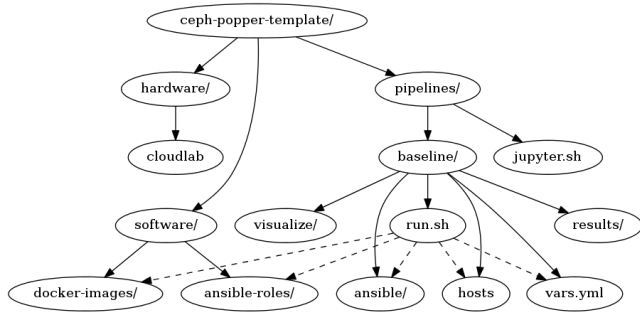 ceph-popper-template/
hardware/
pipelines/
cloudlab
baseline/
jupyter.sh
software/
visualize/
run.sh
results/
docker-images/
ansible-roles/
ansible/
hosts
vars.yml